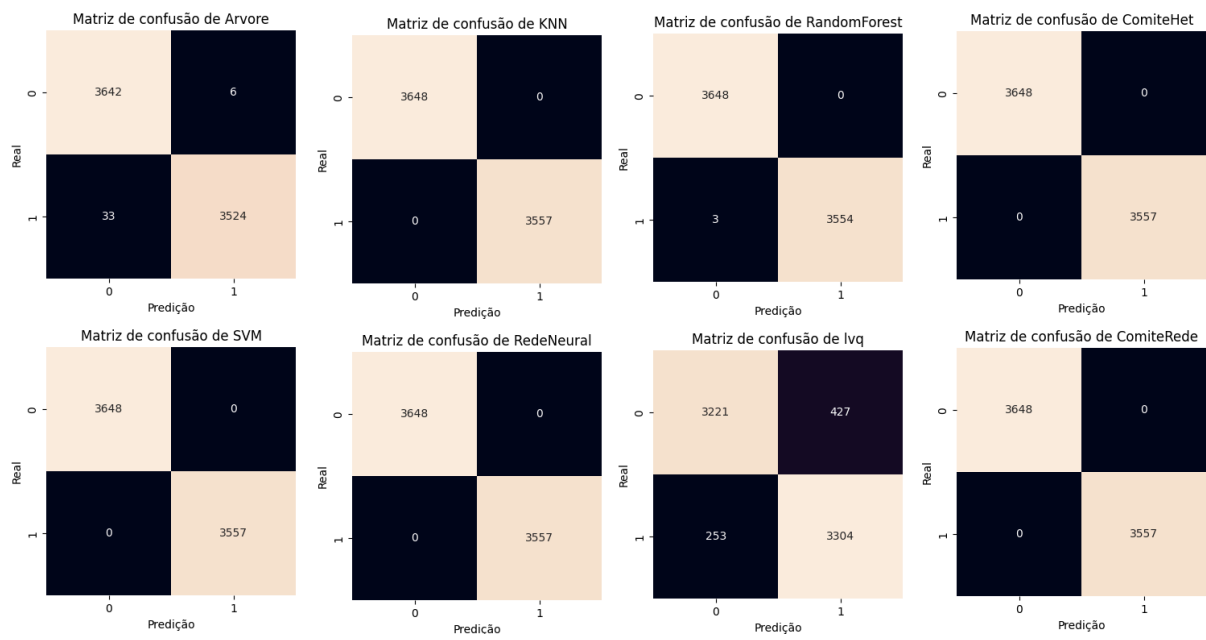 Matriz de confusão de Arvore
0
3642
6
Real
1
33
3524
0
1
Predição
Matriz de confusão de KNN
0
3648
0
Real
1
0
3557
0
1
Predição
Matriz de confusão de RandomForest
0
3648
0
Real
1
3
3554
0
1
Predição
Matriz de confusão de ComiteHet
0
3648
0
Real
1
0
3557
0
1
Predição
Matriz de confusão de SVM
0
3648
0
Real
1
0
3557
0
1
Predição
Matriz de confusão de RedeNeural
0
3648
0
Real
1
0
3557
0
1
Predição
Matriz de confusão de lvq
0
3221
427
Real
1
253
3304
0
1
Predição
Matriz de confusão de ComiteRede
0
3648
0
Real
1
0
3557
0
1
Predição